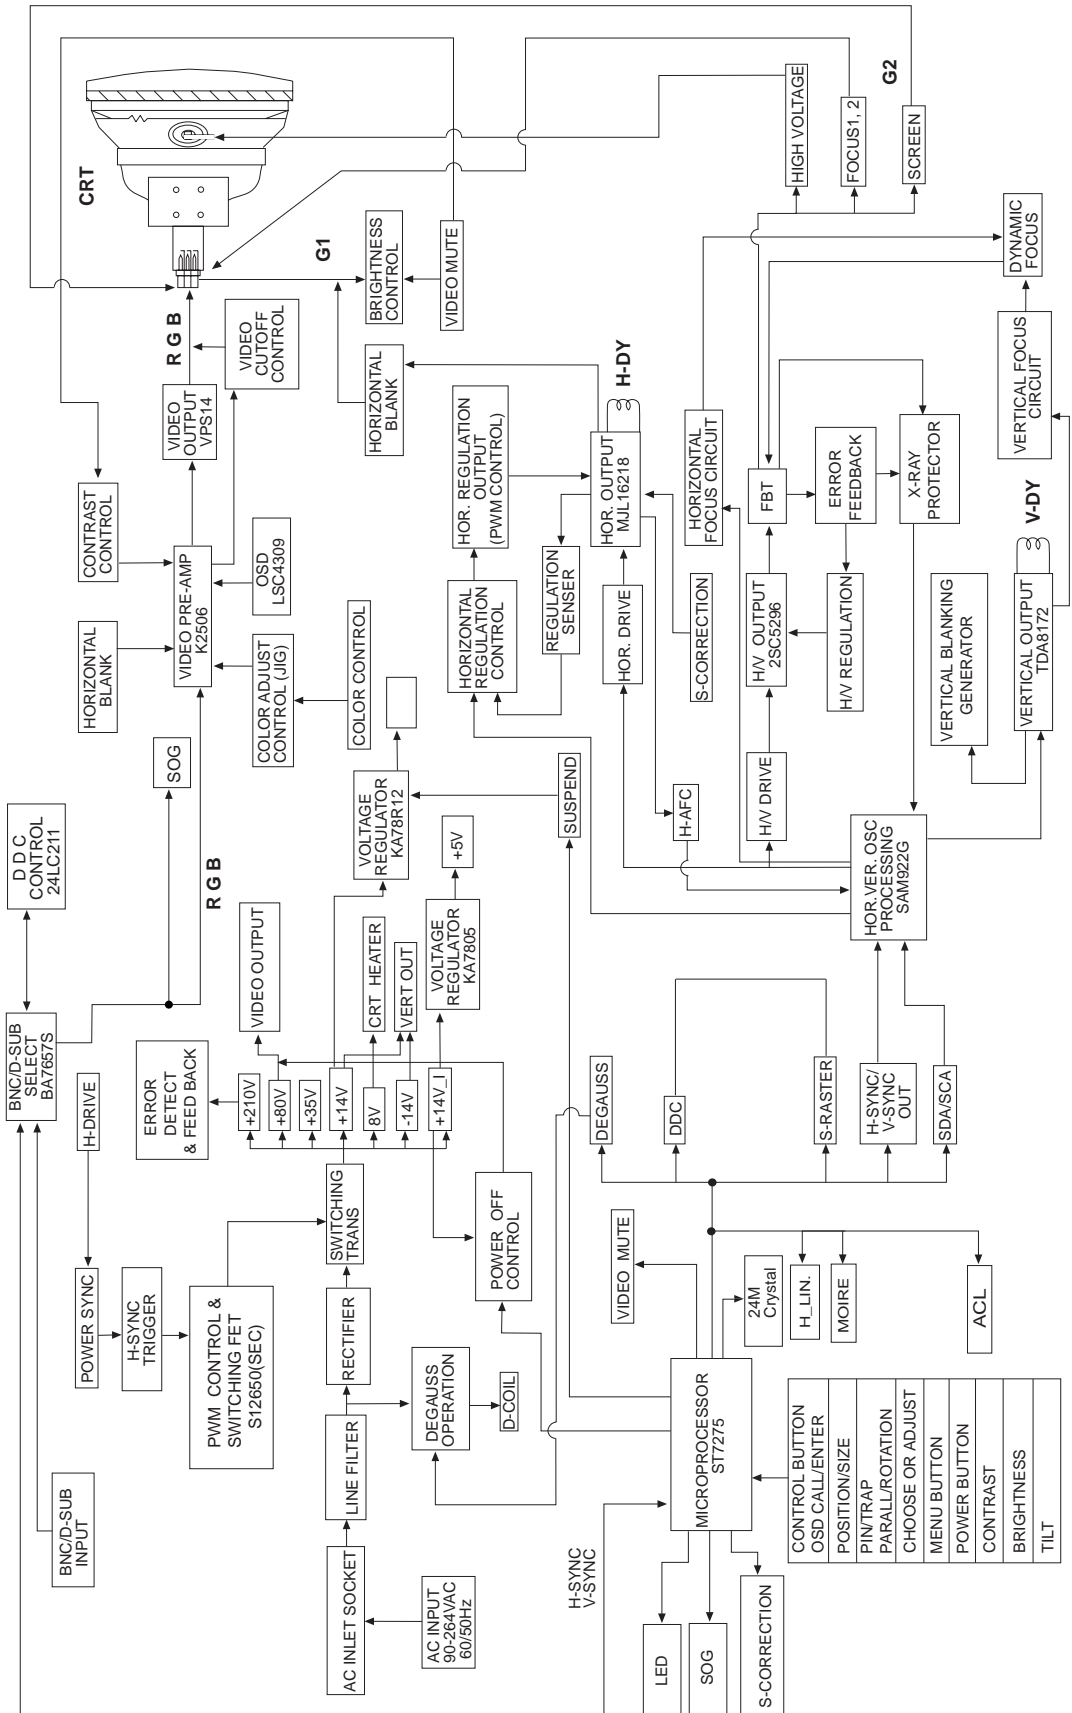 BNC/D-SUB
INPUT
BNC/D-SUB
SELECT
BA7657S
D D C
CONTROL
24LC211
SOG
R G B
HORIZONTAL
BLANK
CONTRAST
CONTROL
VIDEO PRE-AMP
K2506
OSD
LSC4309
COLOR ADJUST
CONTROL (JIG)
COLOR CONTROL
VIDEO
OUTPUT
VPS14
VIDEO
CUTOFF
CONTROL
R G B
CRT
G1
BRIGHTNESS
CONTROL
VIDEO MUTE
HORIZONTAL
BLANK
HIGH VOLTAGE
FOCUS1, 2
SCREEN
G2
H-DRIVE
POWER SYNC
H-SYNC
TRIGGER
PWM CONTROL &
SWITCHING FET
S12650(SEC)
ERROR
DETECT
& FEED BACK
VIDEO OUTPUT
+210V
+80V
+35V
+14V
8V
-14V
+14V_I
CRT HEATER
VERT OUT
VOLTAGE
REGULATOR
KA78R12
VOLTAGE
REGULATOR
KA7805
+5V
SUSPEND
AC INPUT
90-264VAC
60/50Hz
AC INLET SOCKET
LINE FILTER
RECTIFIER
SWITCHING
TRANS
DEGAUSS
OPERATION
D-COIL
POWER OFF
CONTROL
HORIZONTAL
REGULATION
CONTROL
HOR. REGULATION
OUTPUT
(PWM CONTROL)
REGULATION
SENSER
HOR. OUTPUT
MJL16218
H-DY
HOR. DRIVE
H-AFC
S-CORRECTION
HORIZONTAL
FOCUS CIRCUIT
H/V DRIVE
H/V OUTPUT
2SC5296
FBT
H/V REGULATION
ERROR
FEEDBACK
X-RAY
PROTECTOR
DYNAMIC
FOCUS
VERTICAL FOCUS
CIRCUIT
VERTICAL BLANKING
GENERATOR
VERTICAL OUTPUT
TDA8172
V-DY
HOR.VER. OSC
PROCESSING
SAM922G
DEGAUSS
DDC
S-RASTER
H-SYNC/
V-SYNC
OUT
SDA/SCA
VIDEO MUTE
24M
Crystal
H_LIN.
MOIRE
ACL
H-SYNC
V-SYNC
MICROPROCESSOR
ST7275
LED
SOG
S-CORRECTION
CONTROL BUTTON
OSD CALL/ENTER
POSITION/SIZE
PIN/TRAP
PARALL/ROTATION
CHOOSE OR ADJUST
MENU BUTTON
POWER BUTTON
CONTRAST
BRIGHTNESS
TILT